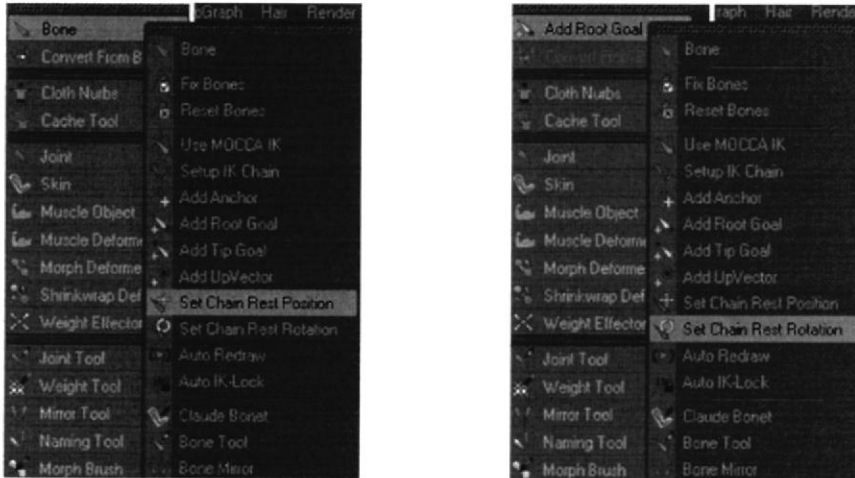 oGraph Hair Render
Bone
Convert From B
Cloth Nurbs
Cache Tool
Joint
Skin
Muscle Object
Muscle Deforme
Morph Deforme
Shrinkwrap Def
Weight Effector
Joint Tool
Weight Tool
Mirror Tool
Naming Tool
Morph Brush
Bone
Fix Bones
Reset Bones
Use MOCCA IK
Setup IK Chain
Add Anchor
Add Root Goal
Add Tip Goal
Add UpVector
Set Chain Rest Position
Set Chain Rest Rotation
Auto Redraw
Auto IK-Lock
Claude Bonet
Bone Tool
Bone Mirror
raph Hair Rende
Add Root Goal
Cloth Nurbs
Cache Tool
Joint
Skin
Muscle Object
Muscle Deforme
Morph Deforme
Shrinkwrap Def
Weight Effector
Joint Tool
Weight Tool
Mirror Tool
Naming Tool
Morph Brush
Bone
Fix Bones
Reset Bones
Use MOCCA IK
Setup IK Chain
Add Anchor
Add Root Goal
Add Tip Goal
Add UpVector
Set Chain Rest Position
Set Chain Rest Rotation
Auto Redraw
Auto IK-Lock
Claude Bonet
Bone Tool
Bone Mirror